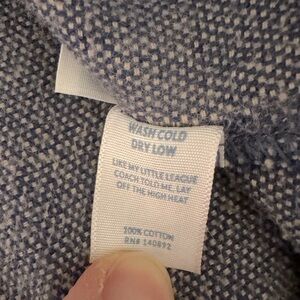 WASH COLD
DRY LOW
LIKE MY LITTLE LEAGUE
COACH TOLD ME, LAY
OFF THE HIGH HEAT
100% COTTON
RN# 140892